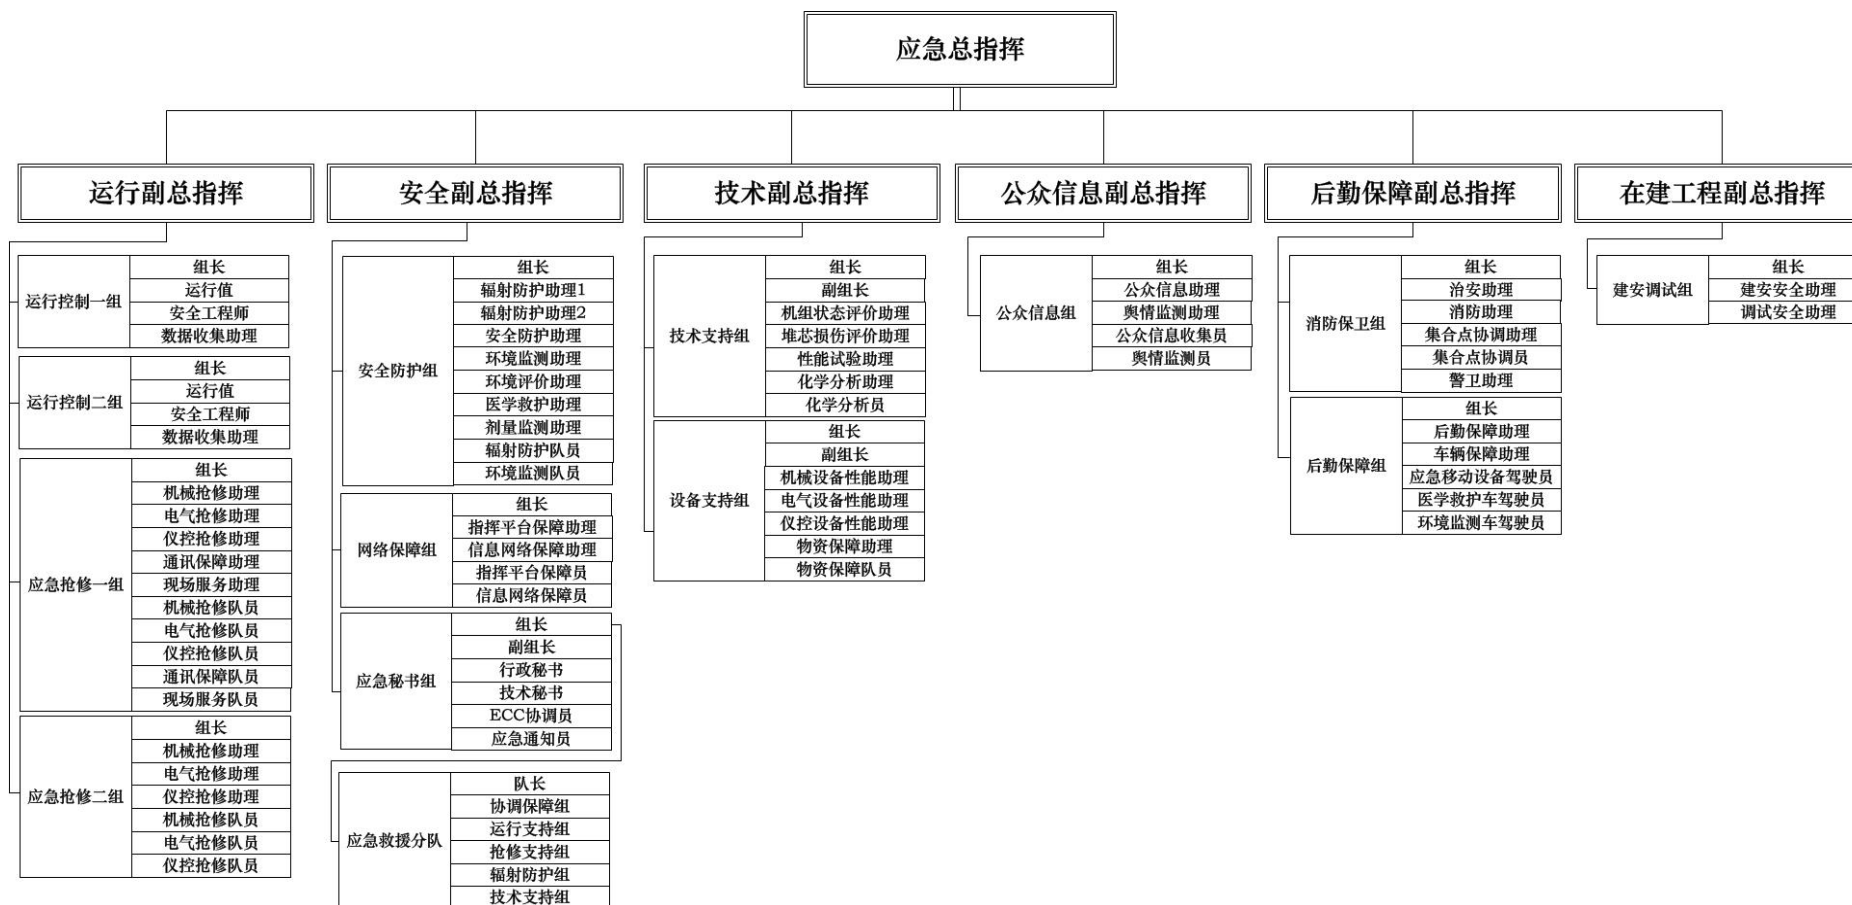 应急总指挥
运行副总指挥
安全副总指挥
技术副总指挥
公众信息副总指挥
后勤保障副总指挥
在建工程副总指挥
运行控制一组
组长
运行值
安全工程师
数据收集助理
运行控制二组
组长
运行值
安全工程师
数据收集助理
应急抢修一组
组长
机械抢修助理
电气抢修助理
仪控抢修助理
通讯保障助理
现场服务助理
机械抢修队员
电气抢修队员
仪控抢修队员
通讯保障队员
现场服务队员
应急抢修二组
组长
机械抢修助理
电气抢修助理
仪控抢修助理
机械抢修队员
电气抢修队员
仪控抢修队员
安全防护组
组长
辐射防护助理1
辐射防护助理2
安全防护助理
环境监测助理
环境评价助理
医学救护助理
剂量监测助理
辐射防护队员
环境监测队员
网络保障组
组长
指挥平台保障助理
信息网络保障助理
指挥平台保障员
信息网络保障员
应急秘书组
组长
副组长
行政秘书
技术秘书
ECC协调员
应急通知员
应急救援分队
队长
协调保障组
运行支持组
抢修支持组
辐射防护组
技术支持组
技术支持组
组长
副组长
机组状态评价助理
堆芯损伤评价助理
性能试验助理
化学分析助理
化学分析员
设备支持组
组长
副组长
机械设备性能助理
电气设备性能助理
仪控设备性能助理
物资保障助理
物资保障队员
公众信息组
组长
公众信息助理
舆情监测助理
公众信息收集员
舆情监测员
消防保卫组
组长
治安助理
消防助理
集合点协调助理
集合点协调员
警卫助理
后勤保障组
组长
后勤保障助理
车辆保障助理
应急移动设备驾驶员
医学救护车驾驶员
环境监测车驾驶员
建安调试组
组长
建安安全助理
调试安全助理